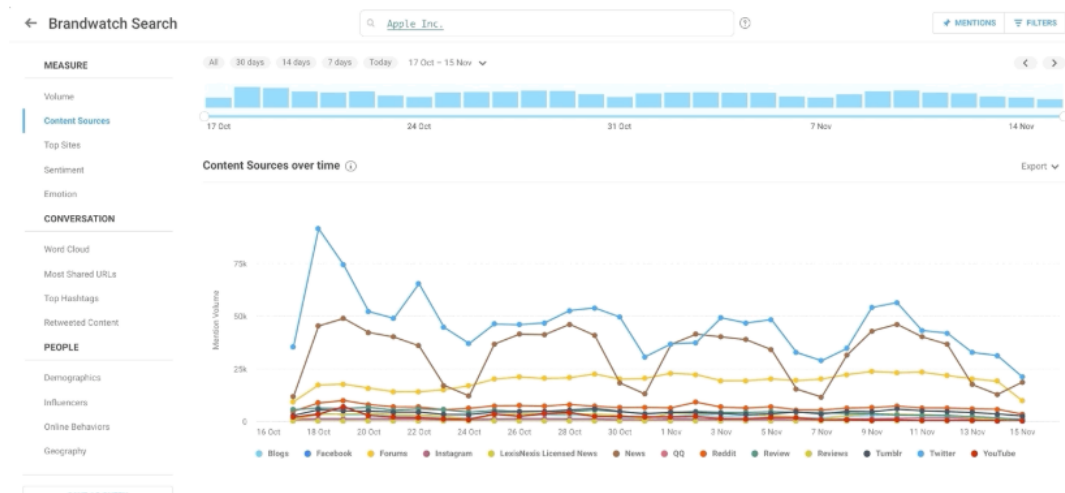 ← Brandwatch Search
Apple Inc.
MENTIONS
FILTERS
MEASURE
Volume
Content Sources
Top Sites
Sentiment
Emotion
CONVERSATION
Word Cloud
Most Shared URLs
Top Hashtags
Retweeted Content
PEOPLE
Demographics
Influencers
Online Behaviors
Geography
All 30 days 14 days 7 days Today 17 Oct – 15 Nov
17 Oct 24 Oct 31 Oct 7 Nov 14 Nov
Content Sources over time
Export
Mention Volume
75k
50k
25k
0
16 Oct 18 Oct 20 Oct 22 Oct 24 Oct 26 Oct 28 Oct 30 Oct 1 Nov 3 Nov 5 Nov 7 Nov 9 Nov 11 Nov 13 Nov 15 Nov
Blogs Facebook Forums Instagram LexisNexis Licensed News News QQ Reddit Review Reviews Tumblr Twitter YouTube